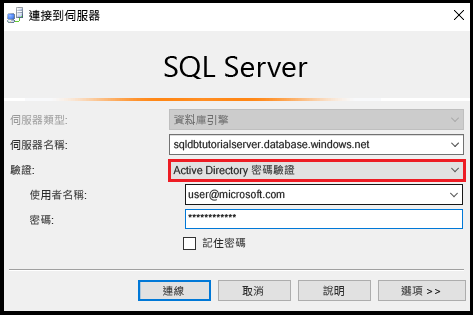 連接到伺服器
SQL Server
伺服器類型: 資料庫引擎
伺服器名稱: sqldbtutorialserver.database.windows.net
驗證: Active Directory 密碼驗證
使用者名稱: user@microsoft.com
密碼: ************
記住密碼
連線 取消 說明 選項 >>